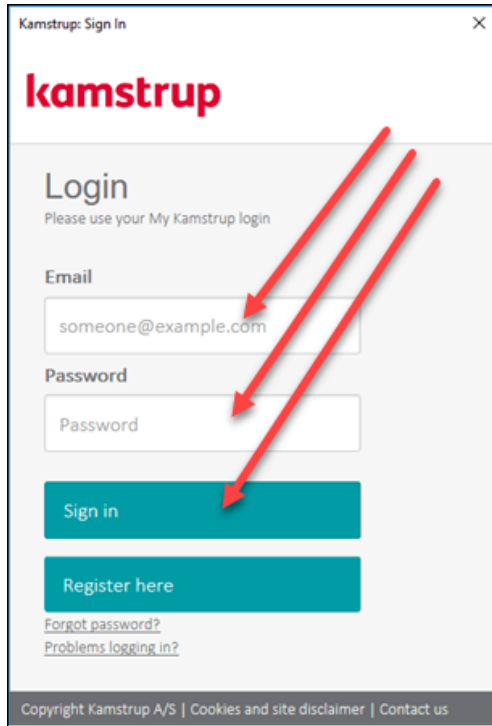 Kamstrup: Sign In
kamstrup
Login
Please use your My Kamstrup login
Email
someone@example.com
Password
Password
Sign in
Register here
Forgot password?
Problems logging in?
Copyright Kamstrup A/S | Cookies and site disclaimer | Contact us